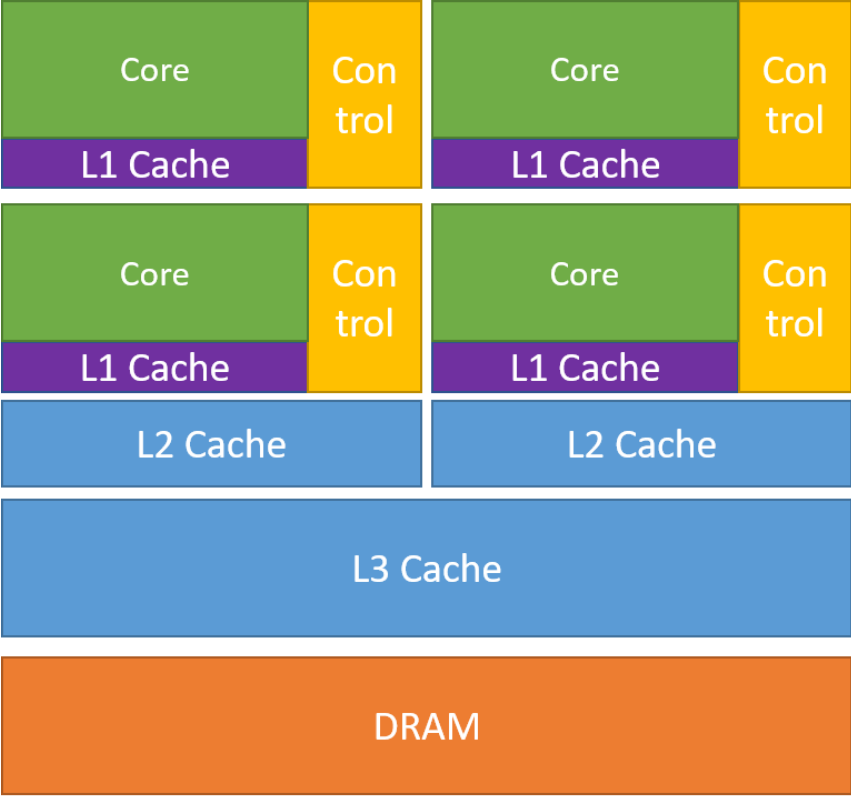 Core
Con
trol
L1 Cache
Core
Con
trol
L1 Cache
Core
Con
trol
L1 Cache
Core
Con
trol
L1 Cache
L2 Cache
L2 Cache
L3 Cache
DRAM